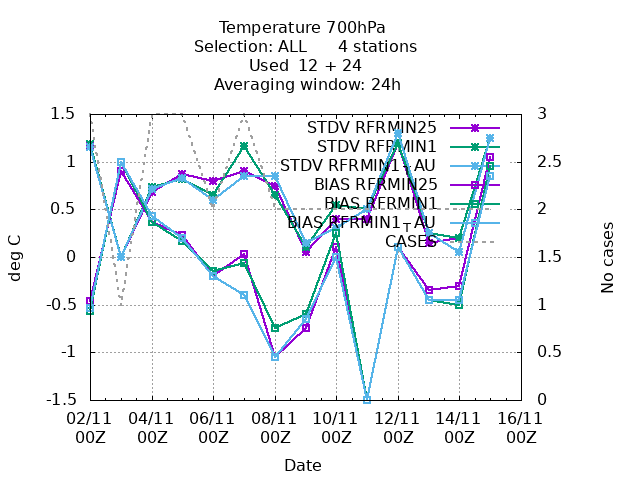 Temperature 700hPa
Selection: ALL 4 stations
Used 12 + 24
Averaging window: 24h
1.5 3
STDV RFRMIN25
STDV RFRMIN1
1 2.5
STDV RFRMIN1+AU
BIAS RFRMIN25
BIAS RFRMIN1
0.5 2
BIAS RFRMIN1+AU
CASES
0 1.5
-0.5 1
-1 0.5
-1.5 0
deg C
No cases
02/11 04/11 06/11 08/11 10/11 12/11 14/11 16/11
00Z 00Z 00Z 00Z 00Z 00Z 00Z 00Z
Date